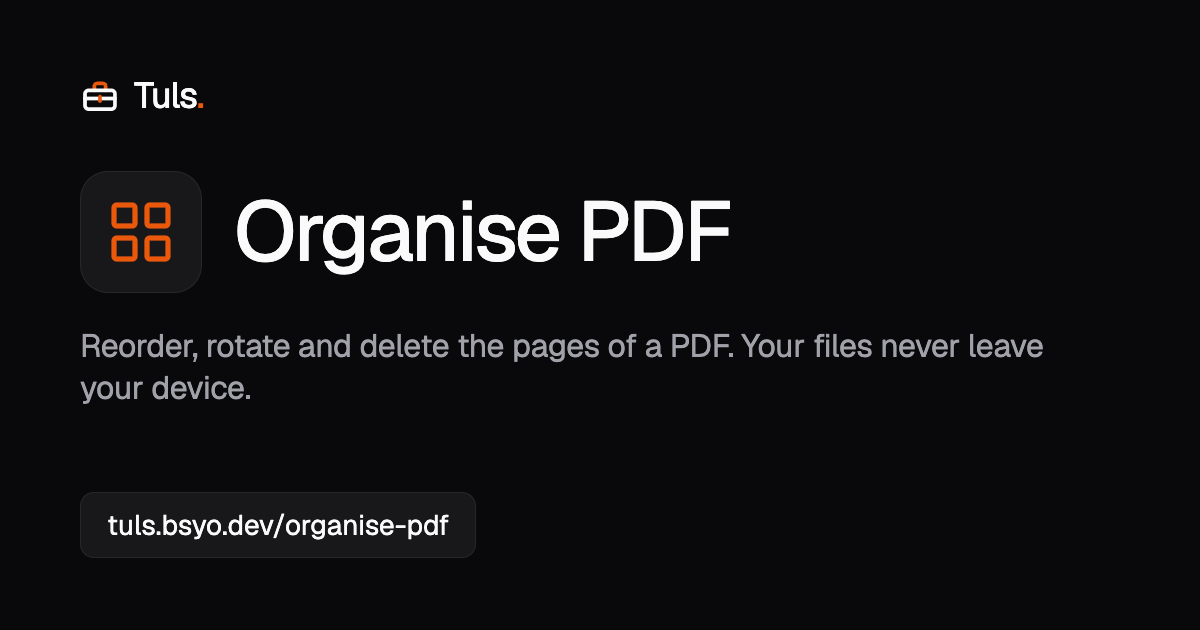 Tuls.
Organise PDF
Reorder, rotate and delete the pages of a PDF. Your files never leave
your device.
tuls.bsyo.dev/organise-pdf